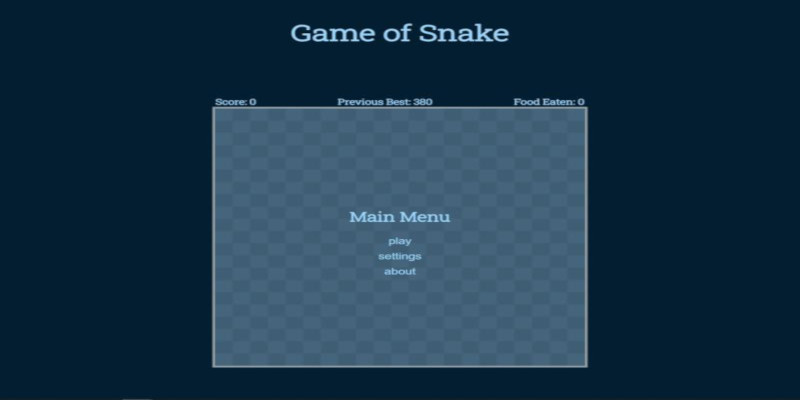 Game of Snake
Score: 0 Previous Best: 380 Food Eaten: 0
Main Menu
play
settings
about